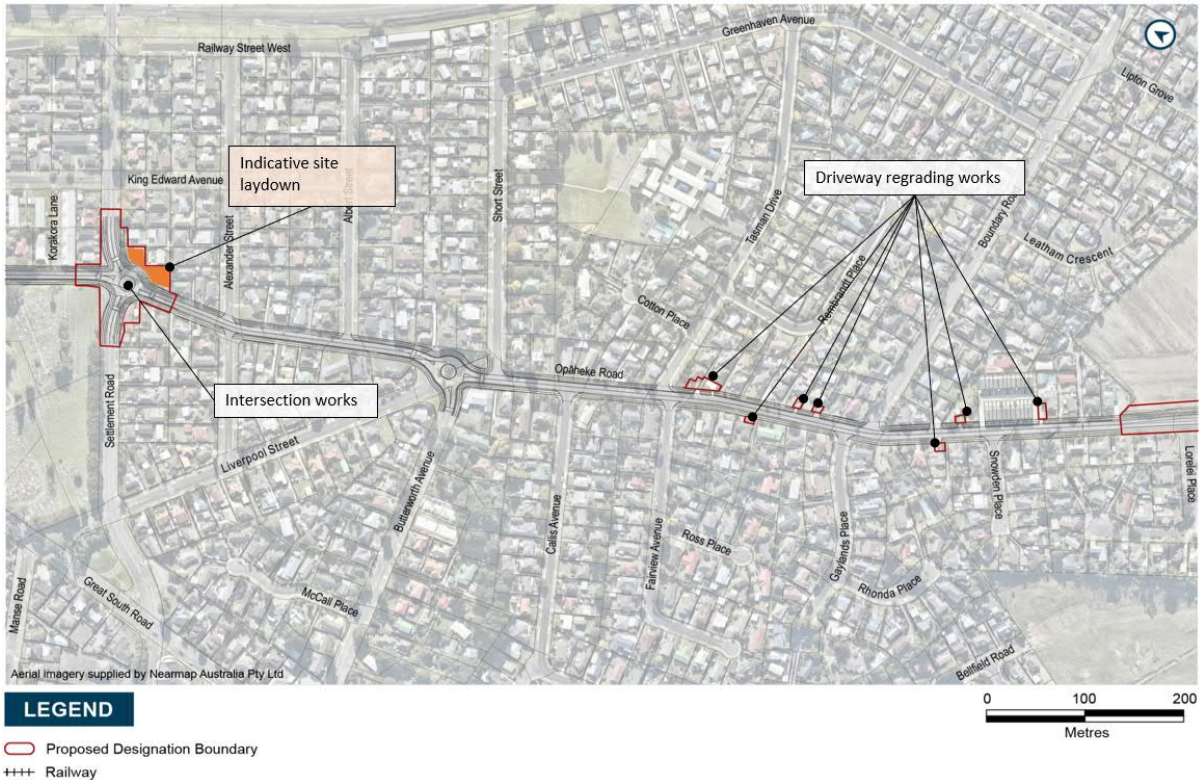 Railway Street West
Greenhaven Avenue
Lipton Grove
Indicative site
laydown
Driveway regrading works
King Edward Avenue
Korakora Lane
Alexander Street
Albert Street
Short Street
Tasman Drive
Rembrandt Place
Boundary Road
Leatham Crescent
Cotton Place
Opāheke Road
Intersection works
Settlement Road
Liverpool Street
Butterworth Avenue
Callis Avenue
Fairview Avenue
Ross Place
Gaylands Place
Rhonda Place
Snowden Place
Lorelei Place
Manse Road
Great South Road
McCall Place
Bellfield Road
Aerial Imagery supplied by Nearmap Australia Pty Ltd
LEGEND
0 100 200
Metres
Proposed Designation Boundary
Railway